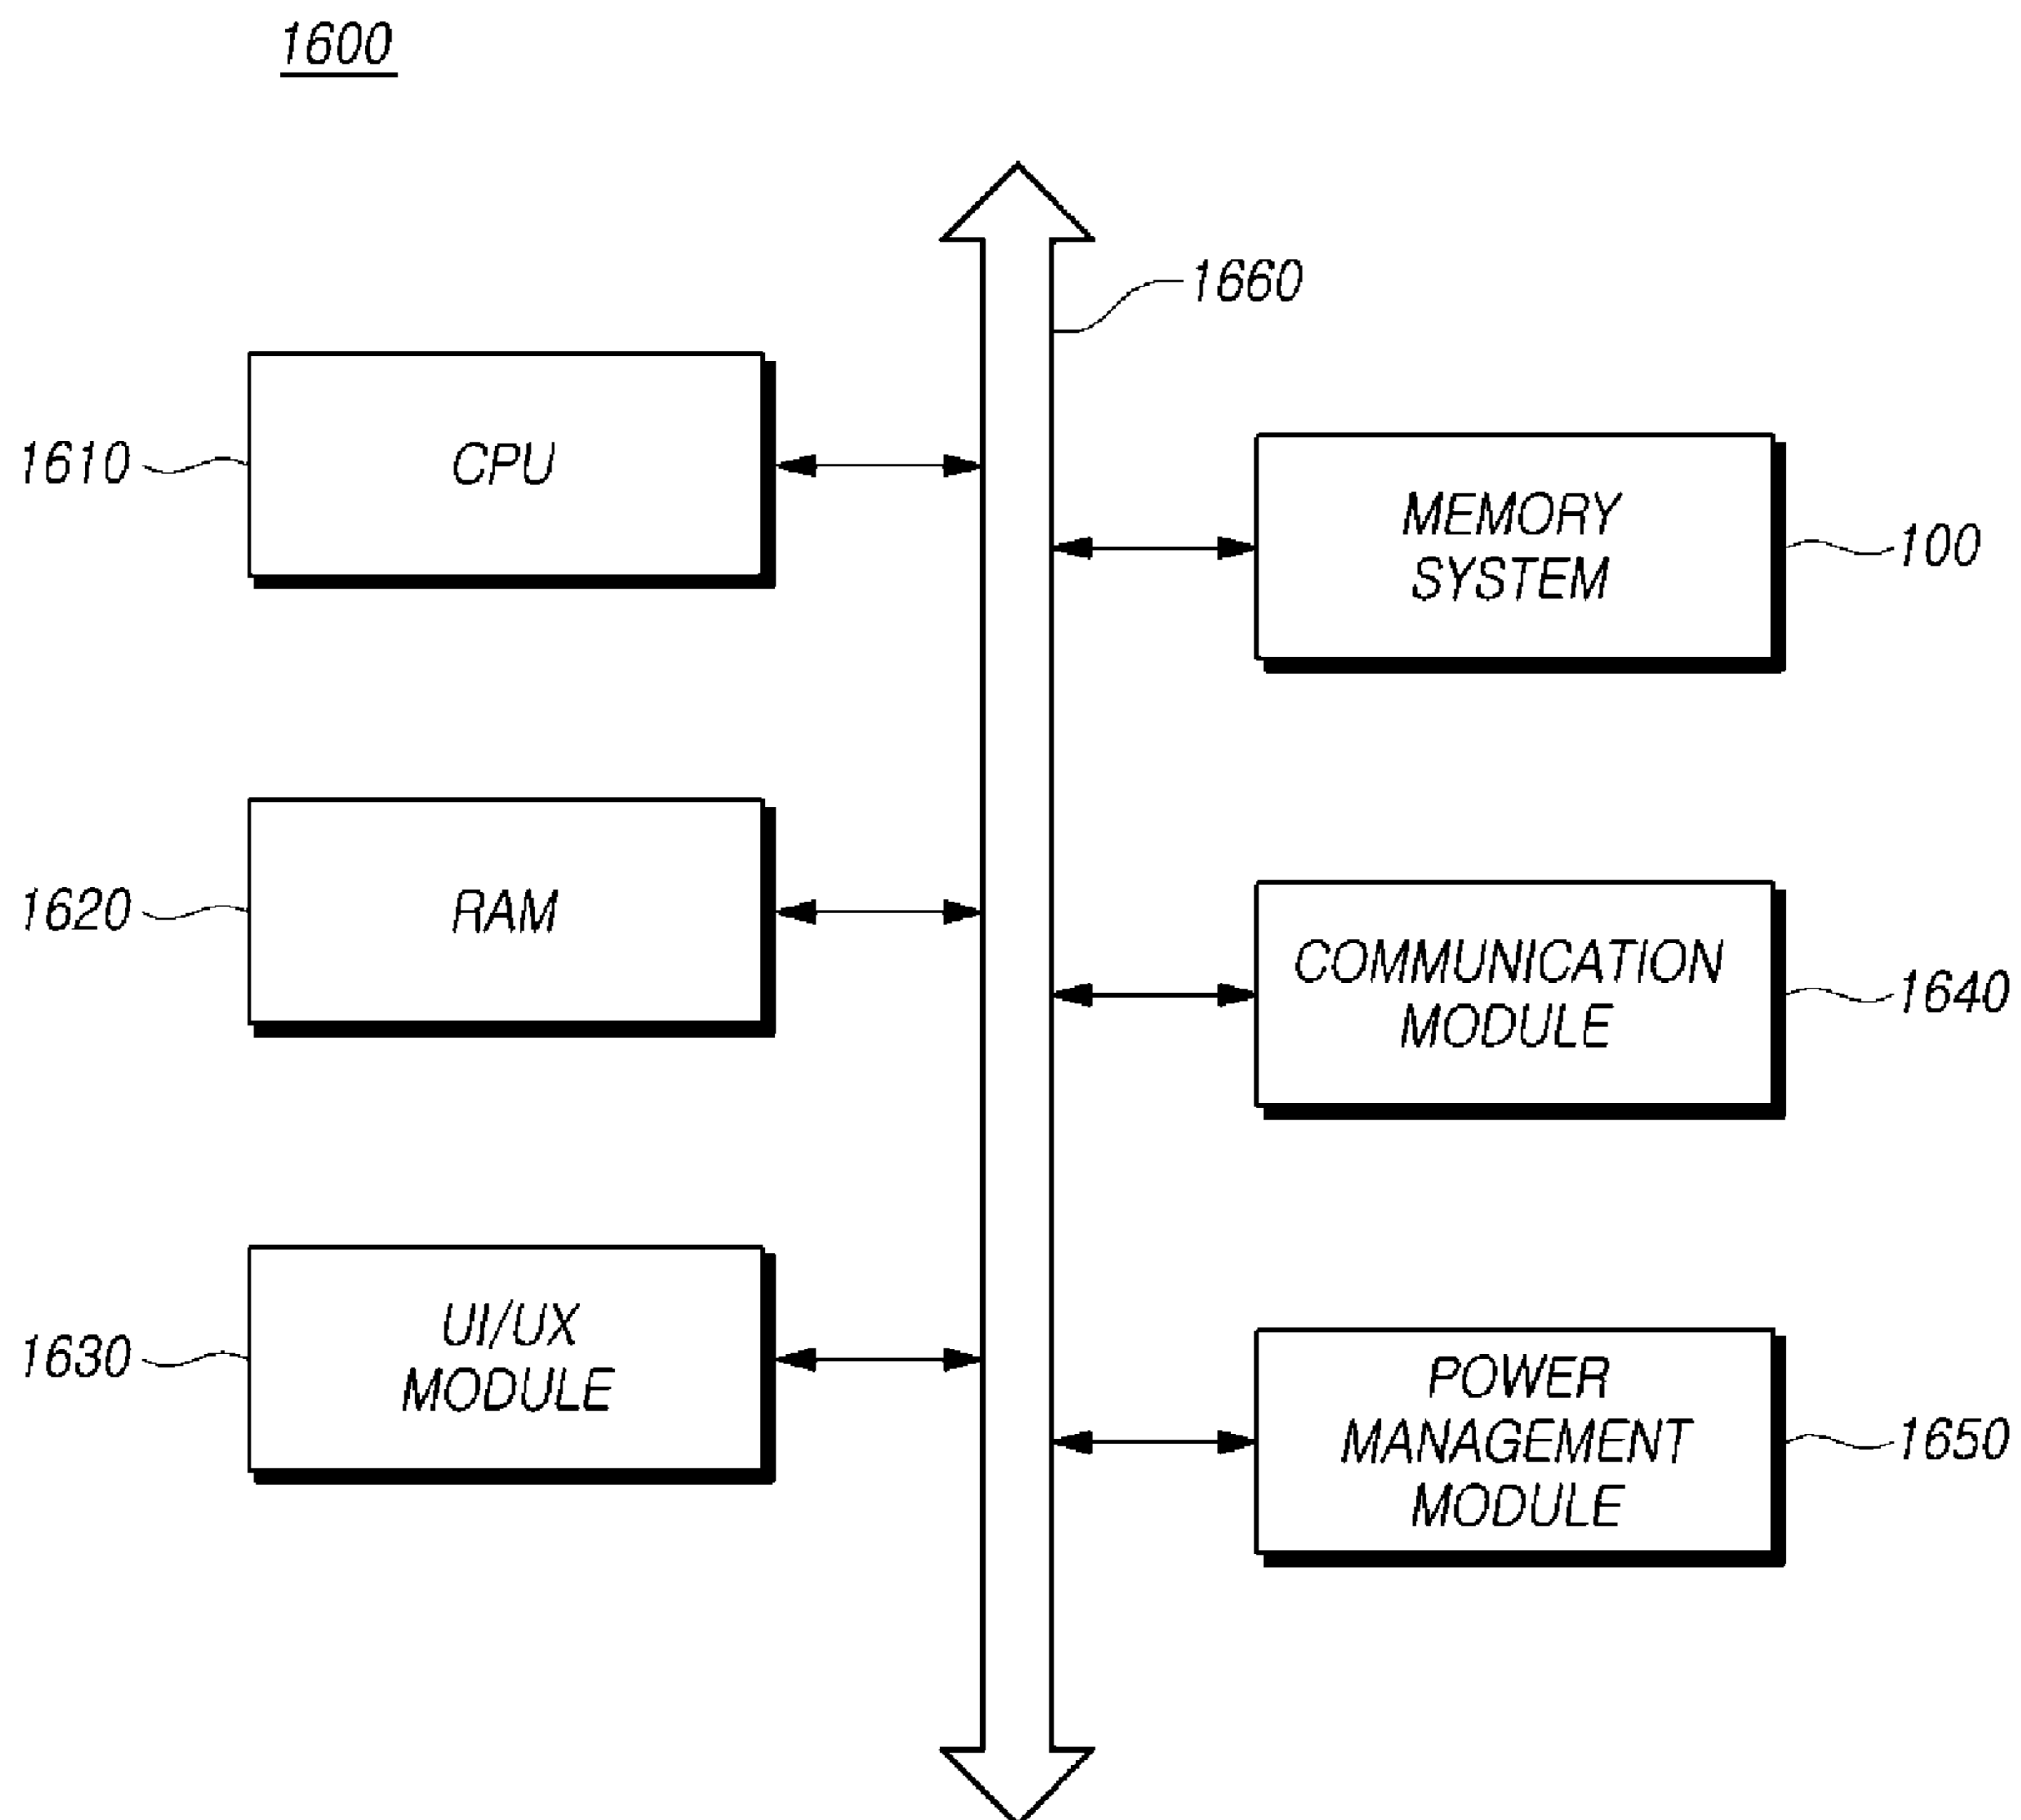 1600
1660
1610
CPU
MEMORY
SYSTEM
100
1620
RAM
COMMUNICATION
MODULE
1640
1630
UI/UX
MODULE
POWER
MANAGEMENT
MODULE
1650